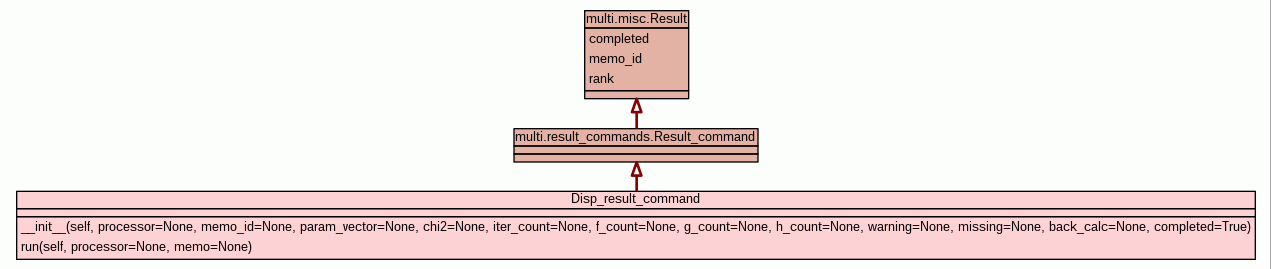 multi.misc.Result
completed
memo_id
rank
multi.result_commands.Result_command
Disp_result_command
__init__(self, processor=None, memo_id=None, param_vector=None, chi2=None, iter_count=None, f_count=None, g_count=None, h_count=None, warning=None, missing=None, back_calc=None, completed=True)
run(self, processor=None, memo=None)